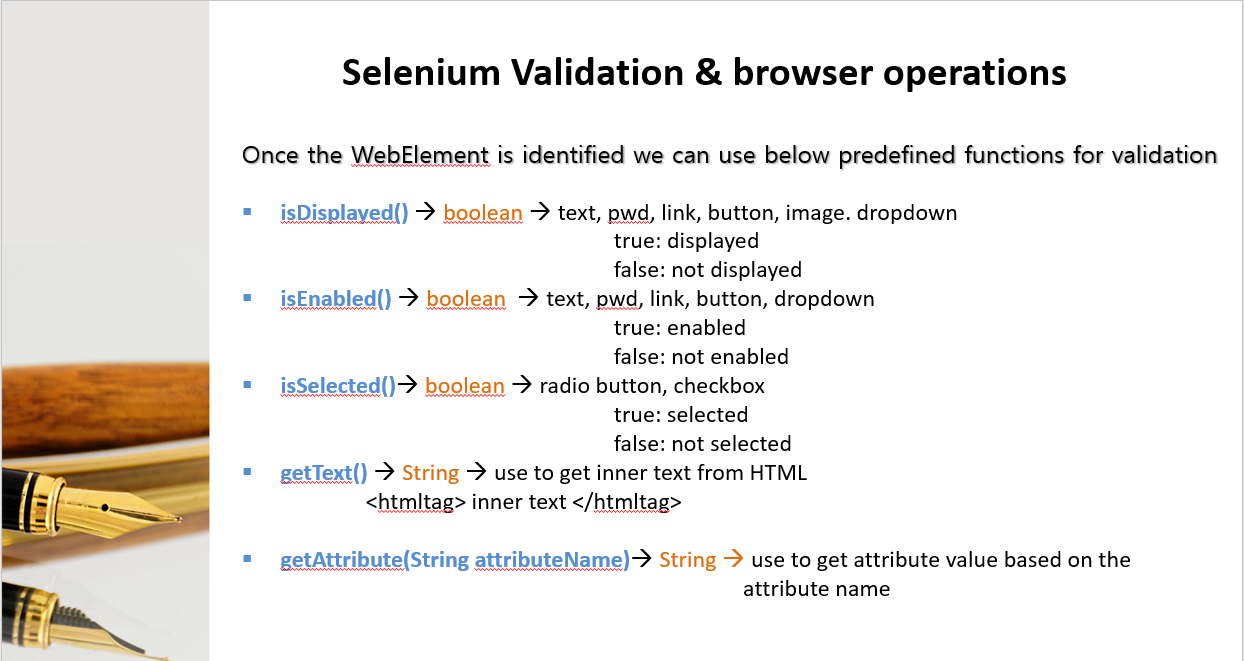 Selenium Validation & browser operations
Once the WebElement is identified we can use below predefined functions for validation
▪ isDisplayed() → boolean → text, pwd, link, button, image. dropdown
true: displayed
false: not displayed
▪ isEnabled() → boolean → text, pwd, link, button, dropdown
true: enabled
false: not enabled
▪ isSelected()→ boolean → radio button, checkbox
true: selected
false: not selected
▪ getText() → String → use to get inner text from HTML
<htmltag> inner text </htmltag>
▪ getAttribute(String attributeName)→ String → use to get attribute value based on the
attribute name